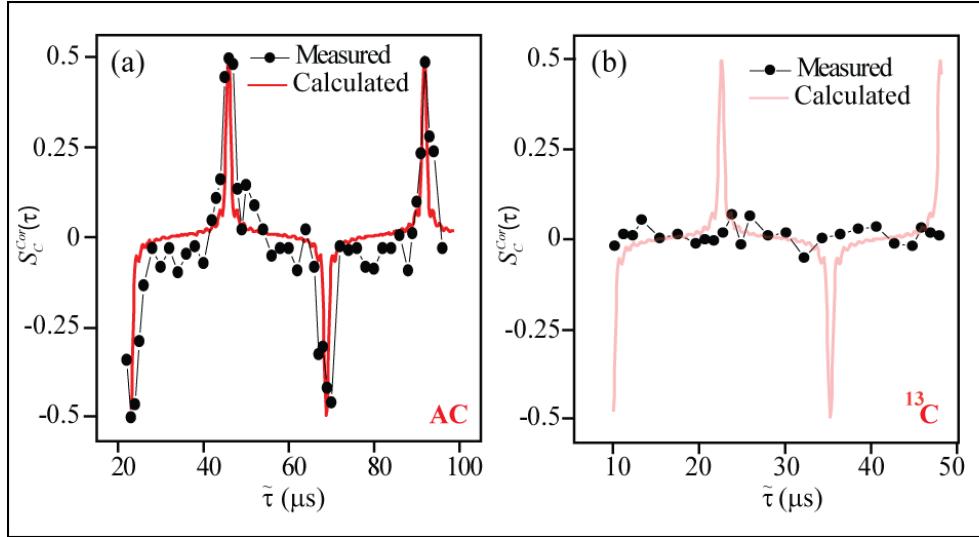 (a)
Measured
Calculated
0.5
0.25
0
-0.25
-0.5
S_C^Cor(τ)
AC
20
40
60
80
100
τ̃ (μs)
(b)
Measured
Calculated
0.5
0.25
0
-0.25
-0.5
S_C^Cor(τ)
¹³C
10
20
30
40
50
τ̃ (μs)